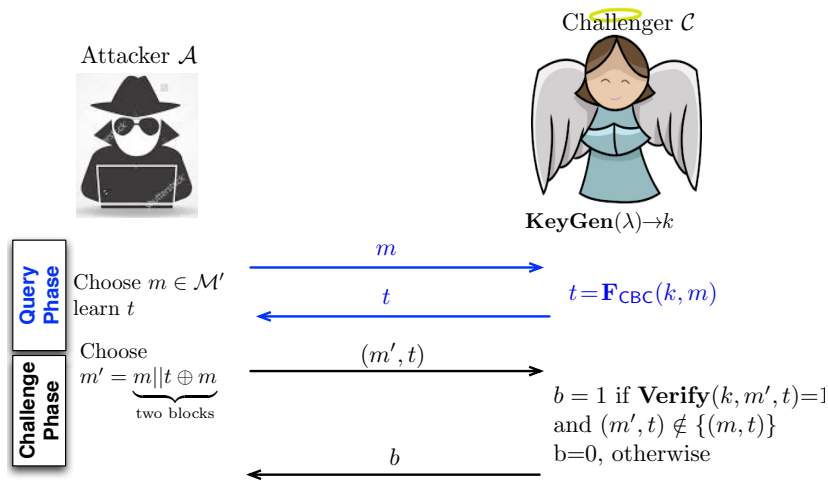 Attacker 𝒜
Challenger 𝒞
shutterstock
KeyGen(λ)→k
Query Phase
Choose m ∈ ℳ′
learn t
m
t
t=F_CBC(k, m)
Challenge Phase
Choose
m′ = m||t ⊕ m
two blocks
(m′, t)
b = 1 if Verify(k, m′, t)=1
and (m′, t) ∉ {(m, t)}
b=0, otherwise
b